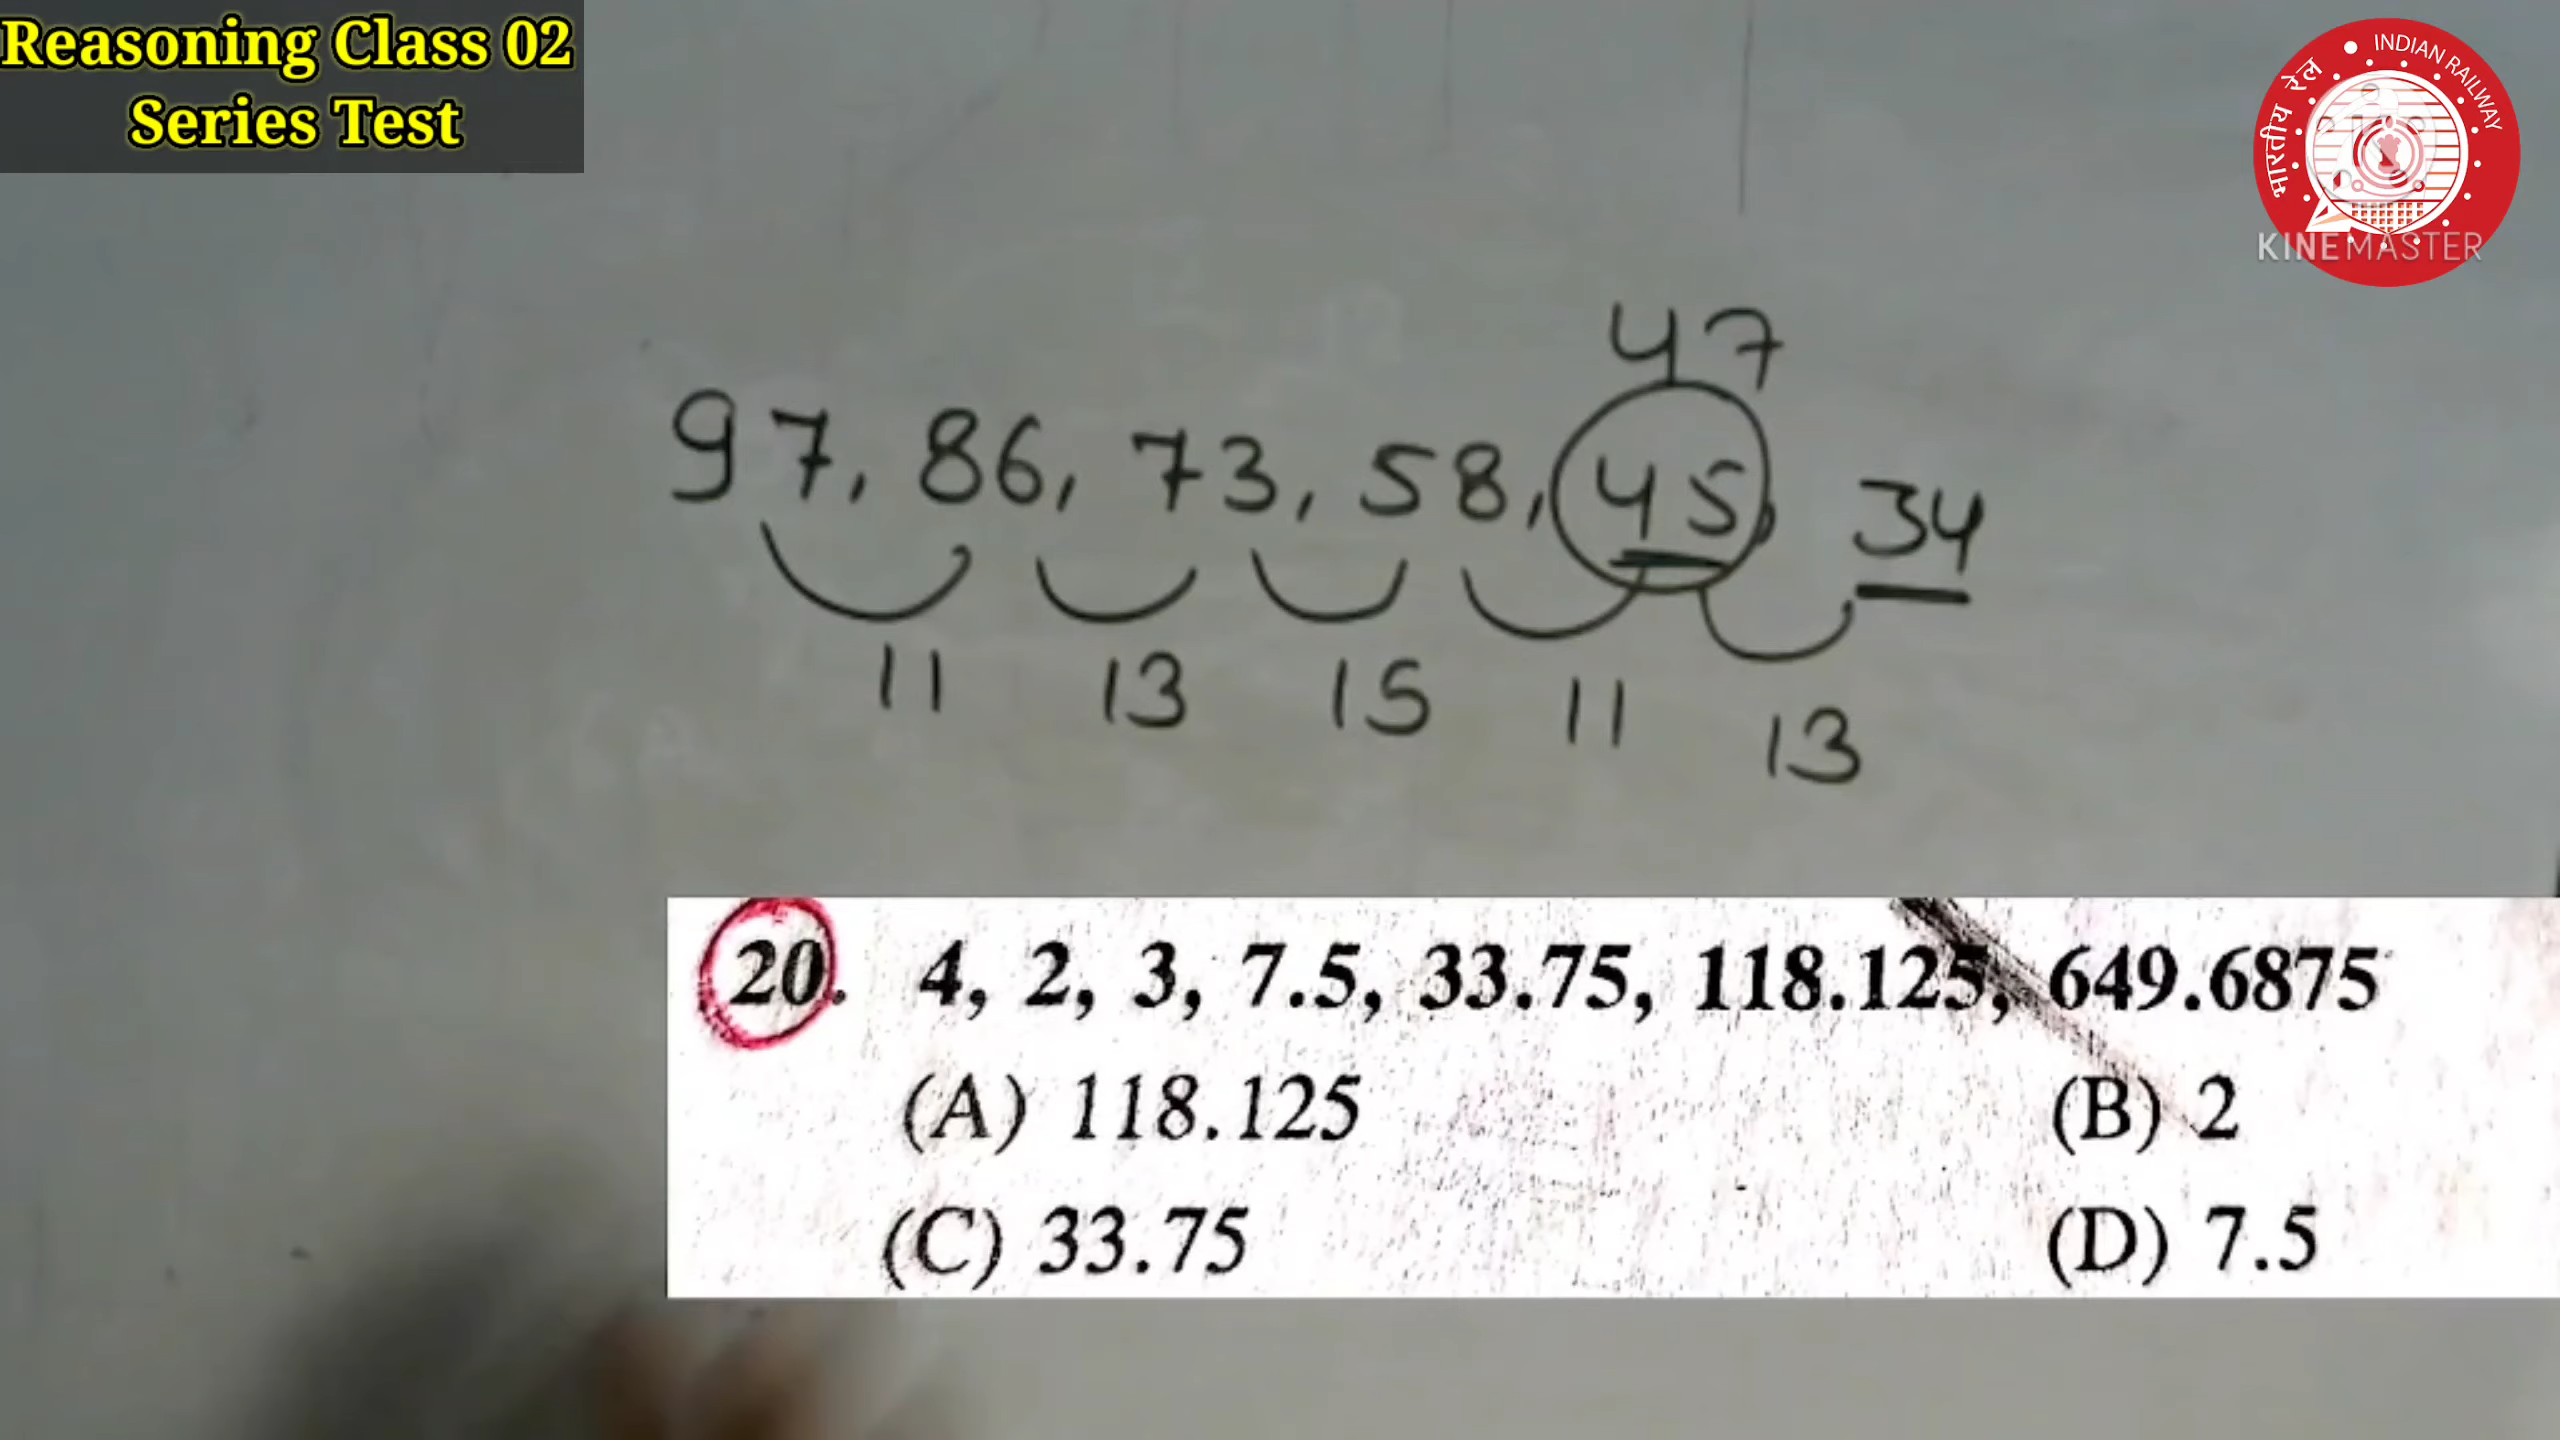 Reasoning Class 02
Series Test
भारतीय रेल INDIAN RAILWAY
KINEMASTER
47
97, 86, 73, 58, 45, 34
11 13 15 11 13
20. 4, 2, 3, 7.5, 33.75, 118.125, 649.6875
(A) 118.125 (B) 2
(C) 33.75 (D) 7.5